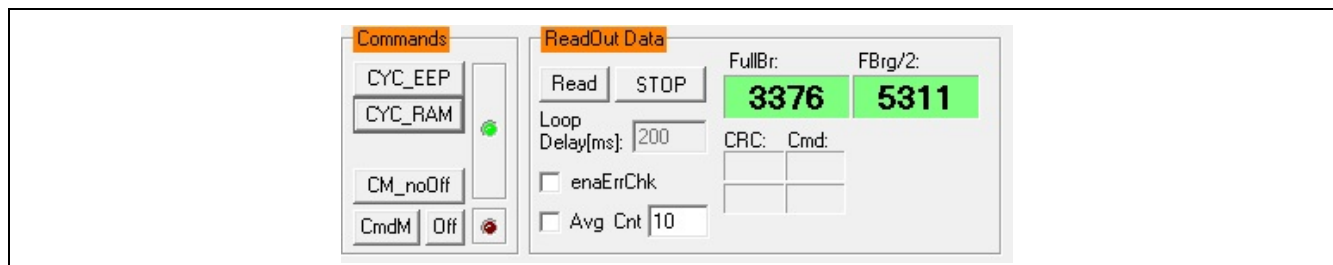 Commands
CYC_EEP
CYC_RAM
CM_noOff
CmdM Off
ReadOut Data
Read STOP
Loop
Delay[ms]: 200
enaErrChk
Avg Cnt 10
FullBr: FBrg/2:
3376 5311
CRC: Cmd: